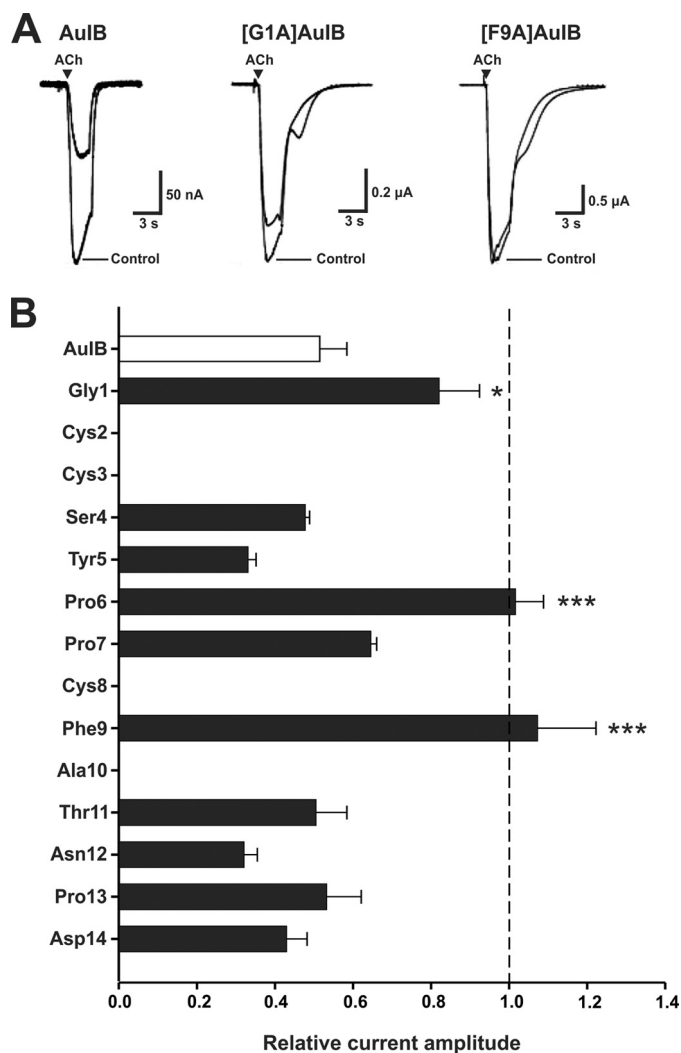 A AuIB [G1A]AuIB [F9A]AuIB
ACh ACh ACh
50 nA 0.2 µA 0.5 µA
3 s 3 s 3 s
Control Control Control
B
AuIB
Gly1 *
Cys2
Cys3
Ser4
Tyr5
Pro6 ***
Pro7
Cys8
Phe9 ***
Ala10
Thr11
Asn12
Pro13
Asp14
0.0 0.2 0.4 0.6 0.8 1.0 1.2 1.4
Relative current amplitude